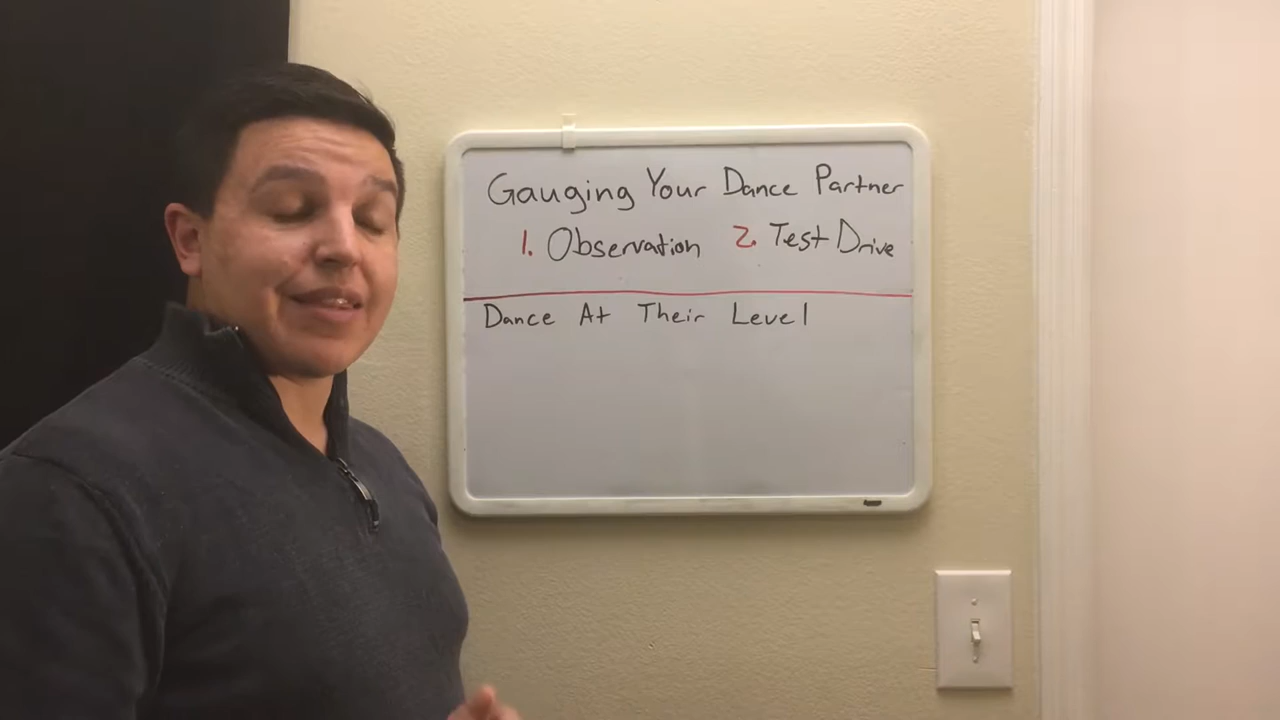 Gauging Your Dance Partner
1. Observation 2. Test Drive
Dance At Their Level